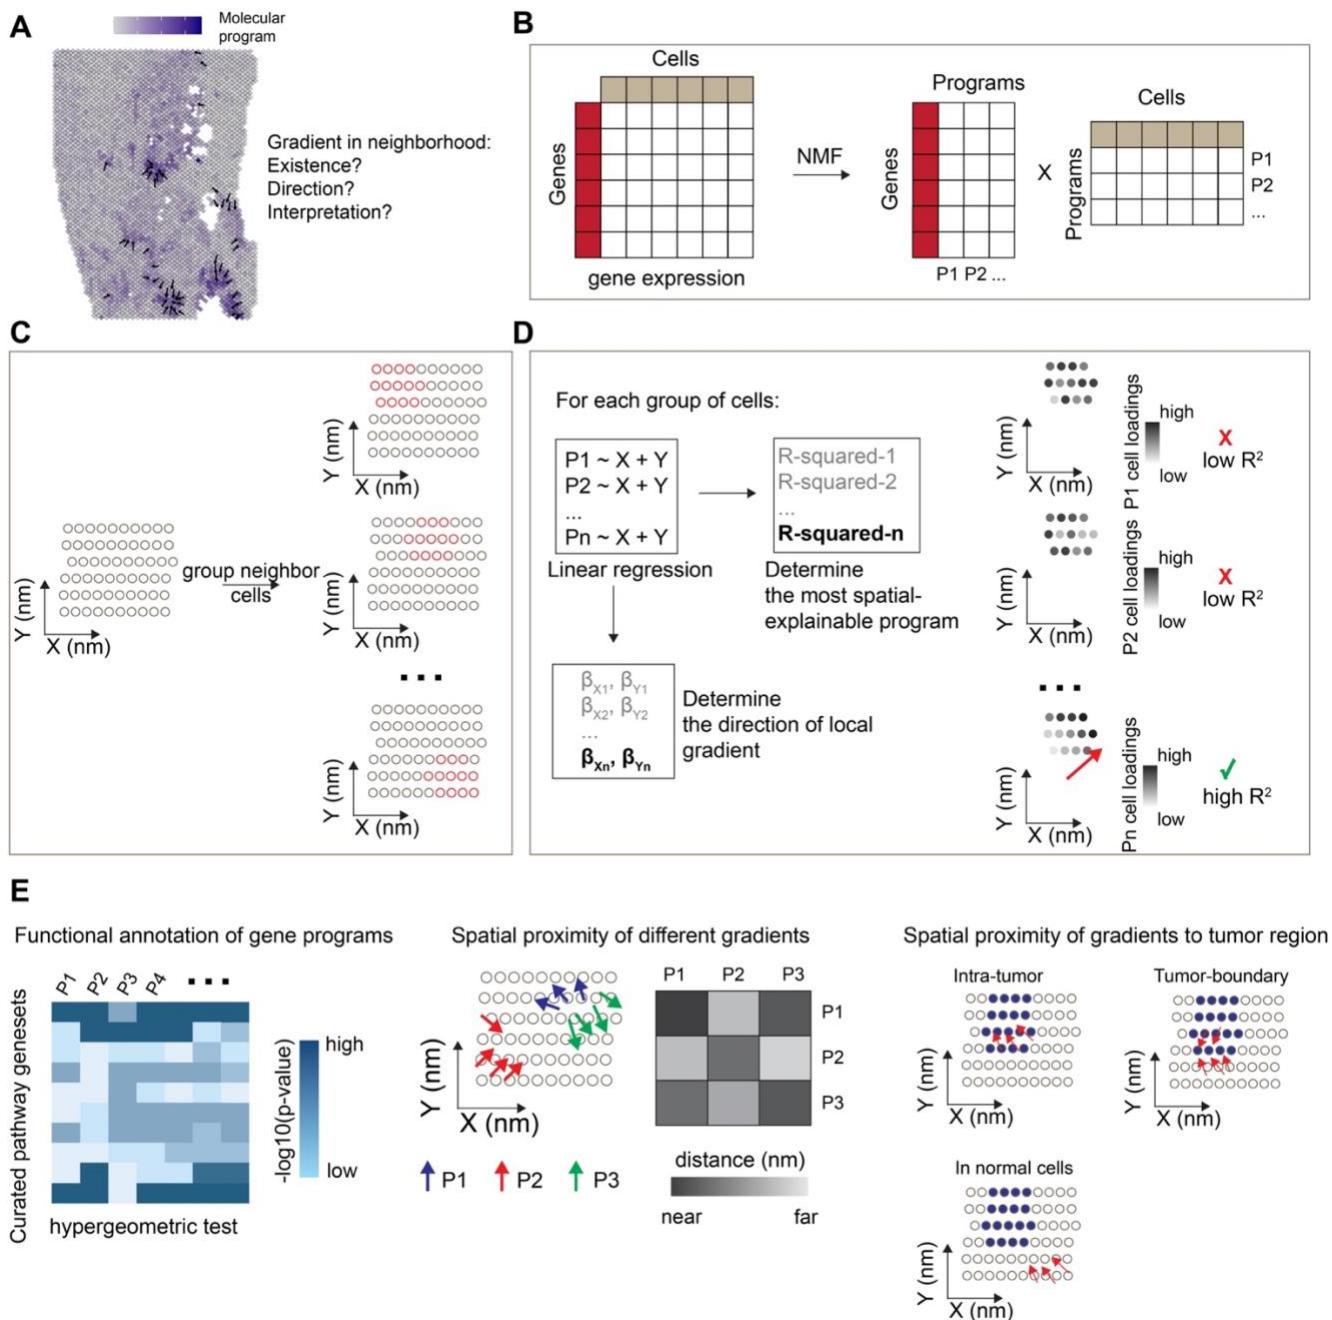 A
Molecular
program
Gradient in neighborhood:
Existence?
Direction?
Interpretation?
B
Cells
Genes
gene expression
NMF
Programs
Genes
P1 P2 ...
X
Cells
Programs
P1
P2
...
C
Y (nm)
X (nm)
group neighbor
cells
Y (nm)
X (nm)
Y (nm)
X (nm)
...
Y (nm)
X (nm)
D
For each group of cells:
P1 ~ X + Y
P2 ~ X + Y
...
Pn ~ X + Y
Linear regression
R-squared-1
R-squared-2
...
R-squared-n
Determine
the most spatial-
explainable program
βX1, βY1
βX2, βY2
...
βXn, βYn
Determine
the direction of local
gradient
Y (nm)
X (nm)
P1 cell loadings
high
low
X
low R²
Y (nm)
X (nm)
P2 cell loadings
high
low
X
low R²
...
Y (nm)
X (nm)
Pn cell loadings
high
low
✓
high R²
E
Functional annotation of gene programs
P1 P2 P3 P4 ...
Curated pathway genesets
hypergeometric test
-log10(p-value)
high
low
Spatial proximity of different gradients
Y (nm)
X (nm)
P1 P2 P3
P1 P2 P3
P1
P2
P3
distance (nm)
near far
Spatial proximity of gradients to tumor region
Intra-tumor
Y (nm)
X (nm)
Tumor-boundary
Y (nm)
X (nm)
In normal cells
Y (nm)
X (nm)